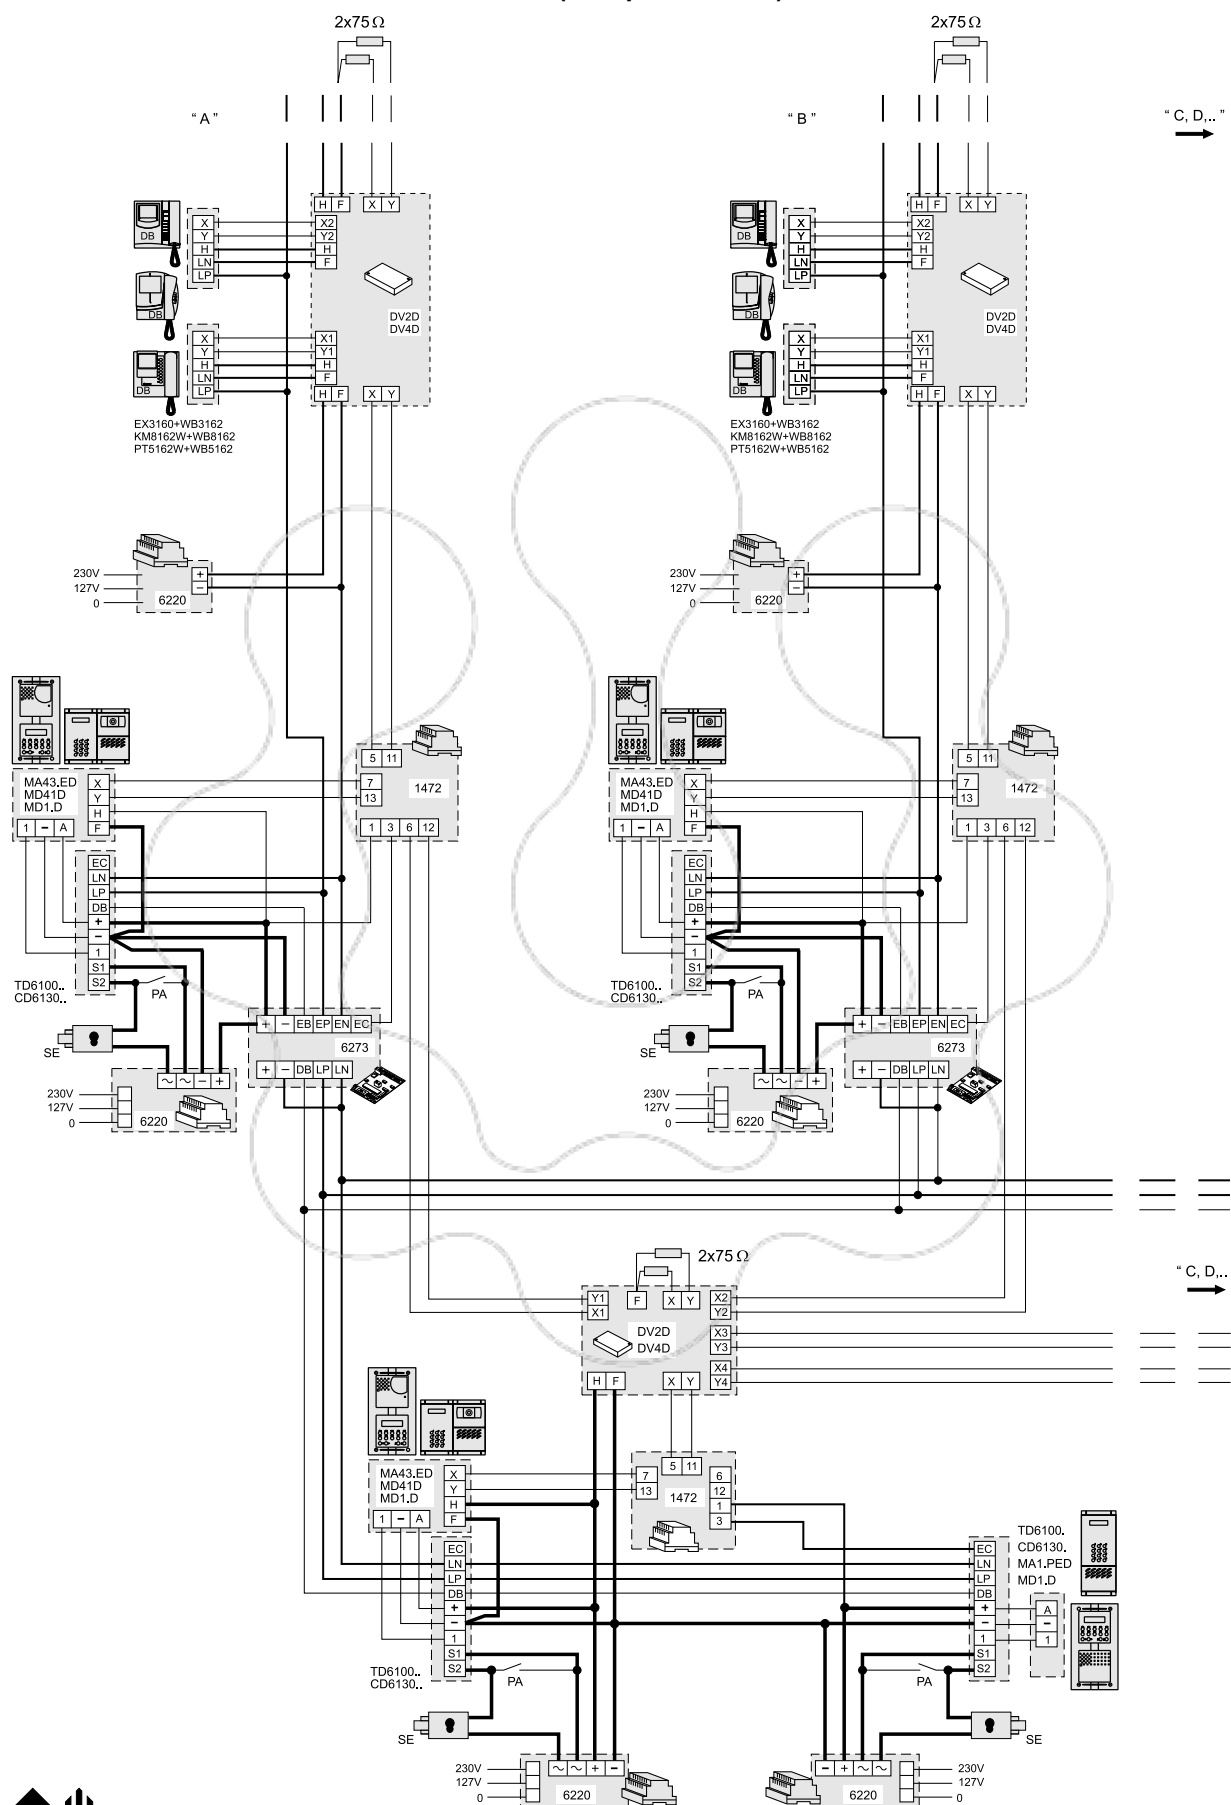 2x75 Ω 2x75 Ω
“ A ” “ B ” “ C, D,.. ”
H F X Y H F X Y
DB X X2 DB X X2
Y Y2 Y Y2
H H H H
LN F LN F
LP LP
DB DB
DV2D DV2D
DV4D DV4D
X X1 X X1
Y Y1 Y Y1
H H H H
DB LN F DB LN F
LP H F X Y LP H F X Y
EX3160+WB3162 EX3160+WB3162
KM8162W+WB8162 KM8162W+WB8162
PT5162W+WB5162 PT5162W+WB5162
230V + 230V +
127V – 127V –
0 6220 0 6220
5 11 5 11
MA43.ED X 7 1472 MA43.ED X 7 1472
MD41D Y 13 MD41D Y 13
MD1.D H MD1.D H
1 – A F 1 3 6 12 1 – A F 1 3 6 12
EC EC
LN LN
LP LP
DB DB
+ +
– –
1 1
S1 S1
TD6100.. S2 PA TD6100.. S2 PA
CD6130.. CD6130..
+ – EB EP EN EC + – EB EP EN EC
SE 6273 SE 6273
~ ~ – + + – DB LP LN ~ ~ – + + – DB LP LN
230V 230V
127V 127V
0 6220 0 6220
2x75 Ω “ C, D,..
Y1 F X Y X2
X1 Y2
DV2D X3
DV4D Y3
X4
H F X Y Y4
5 11
MA43.ED X 7 6
MD41D Y 13 1472 12
MD1.D H 1
1 – A F 3
TD6100.
EC EC CD6130.
LN LN MA1.PED
LP LP MD1.D
DB DB
+ + A
– – –
1 1 1
S1 S1
TD6100.. S2 PA PA S2
CD6130..
SE SE
230V ~ ~ + – – + ~ ~ 230V
127V 127V
0 6220 6220 0